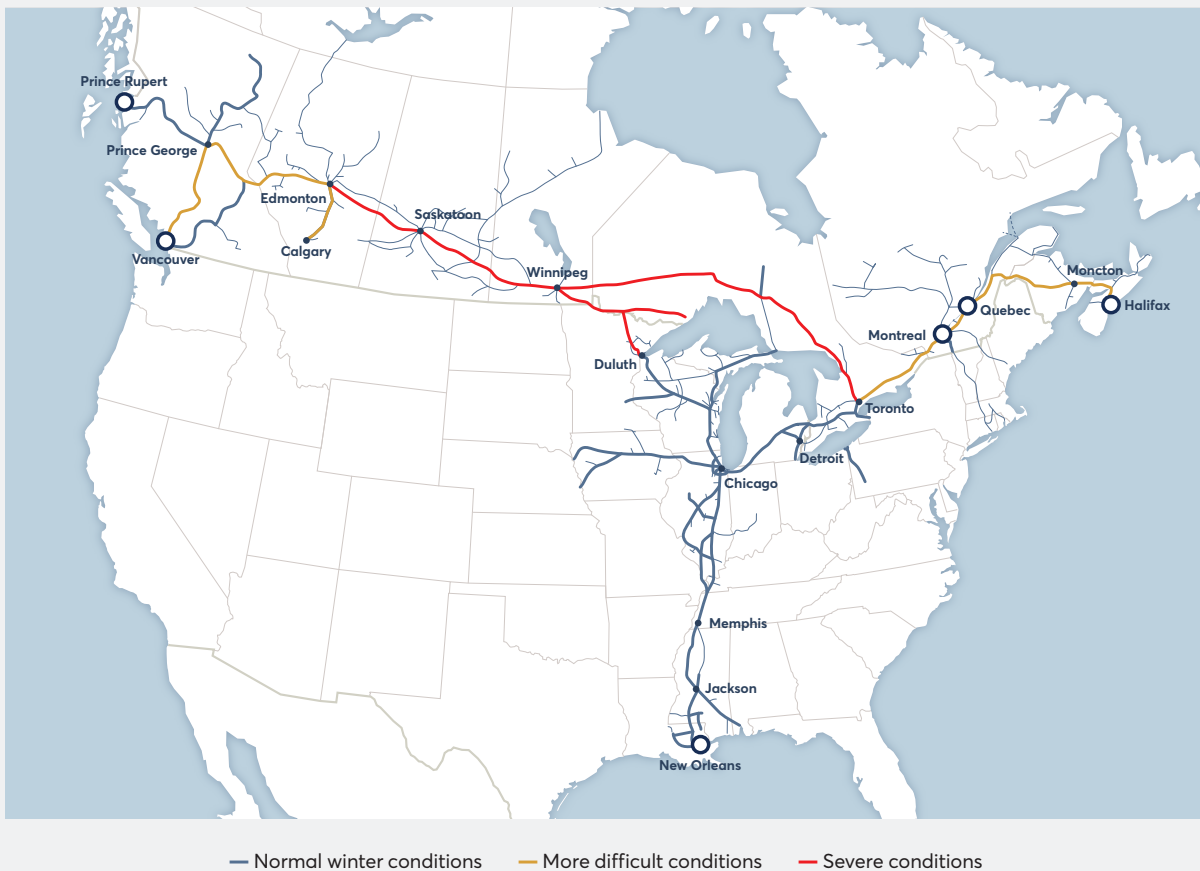 Prince Rupert
Prince George
Edmonton
Saskatoon
Calgary
Vancouver
Winnipeg
Moncton
Quebec
Halifax
Montreal
Duluth
Toronto
Detroit
Chicago
Memphis
Jackson
New Orleans
Normal winter conditions
More difficult conditions
Severe conditions